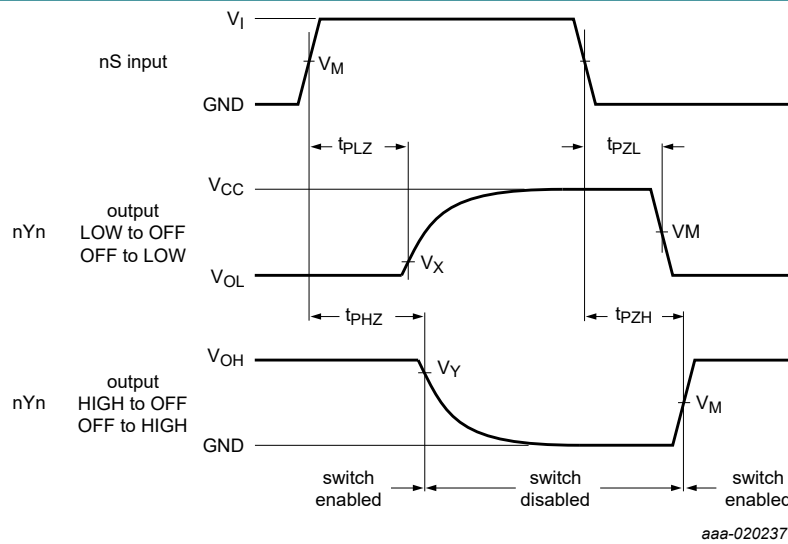 V_I
nS input
V_M
GND
t_PLZ
t_PZL
V_CC
nYn
output
LOW to OFF
OFF to LOW
V_X
VM
V_OL
t_PHZ
t_PZH
V_OH
nYn
output
HIGH to OFF
OFF to HIGH
V_Y
V_M
GND
switch
enabled
switch
disabled
switch
enabled
aaa-020237